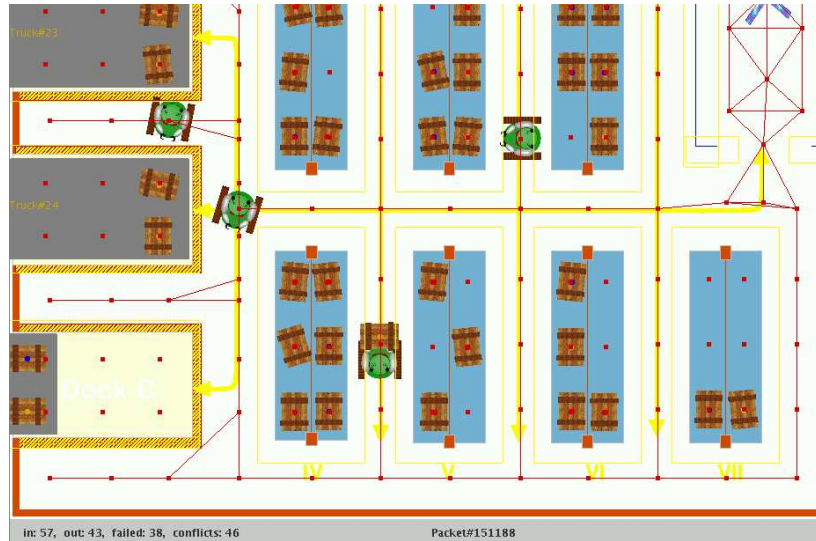 Truck#23
Truck#24
Dock C
IV
V
VI
VII
in: 57, out: 43, failed: 38, conflicts: 46
Packet#151188